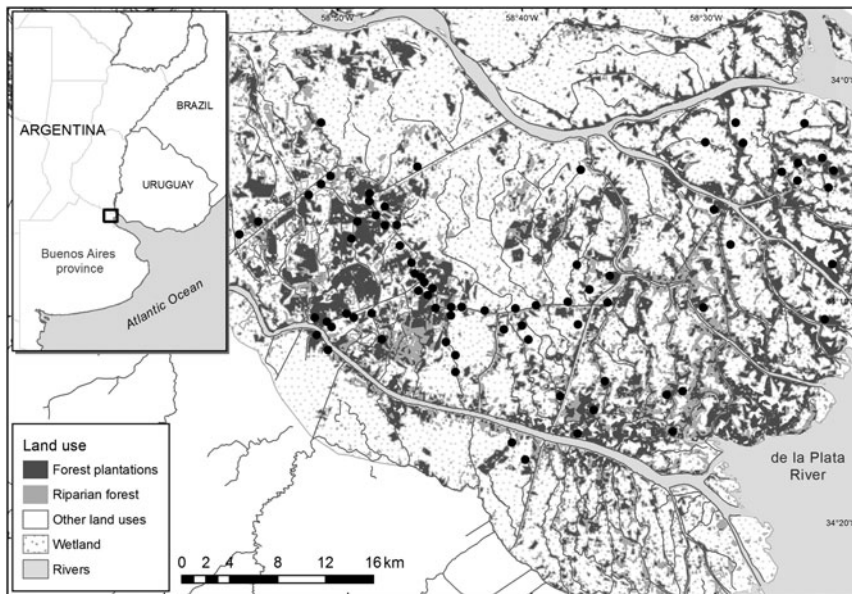 58°50'W
58°40'W
58°30'W
34°0'
ARGENTINA
BRAZIL
URUGUAY
Buenos Aires
province
Atlantic Ocean
de la Plata
River
34°20'
Land use
Forest plantations
Riparian forest
Other land uses
Wetland
Rivers
0 2 4 8 12 16 km